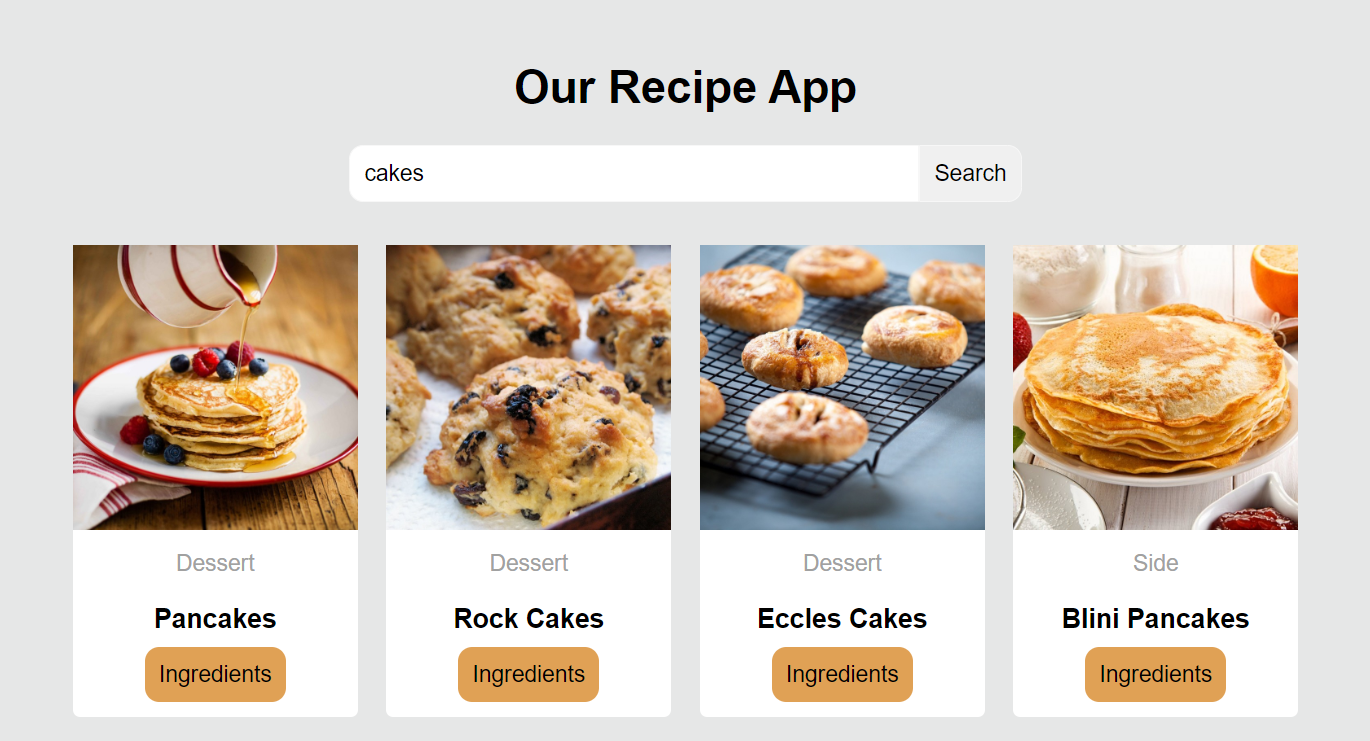 Our Recipe App
cakes
Search
Dessert
Pancakes
Ingredients
Dessert
Rock Cakes
Ingredients
Dessert
Eccles Cakes
Ingredients
Side
Blini Pancakes
Ingredients